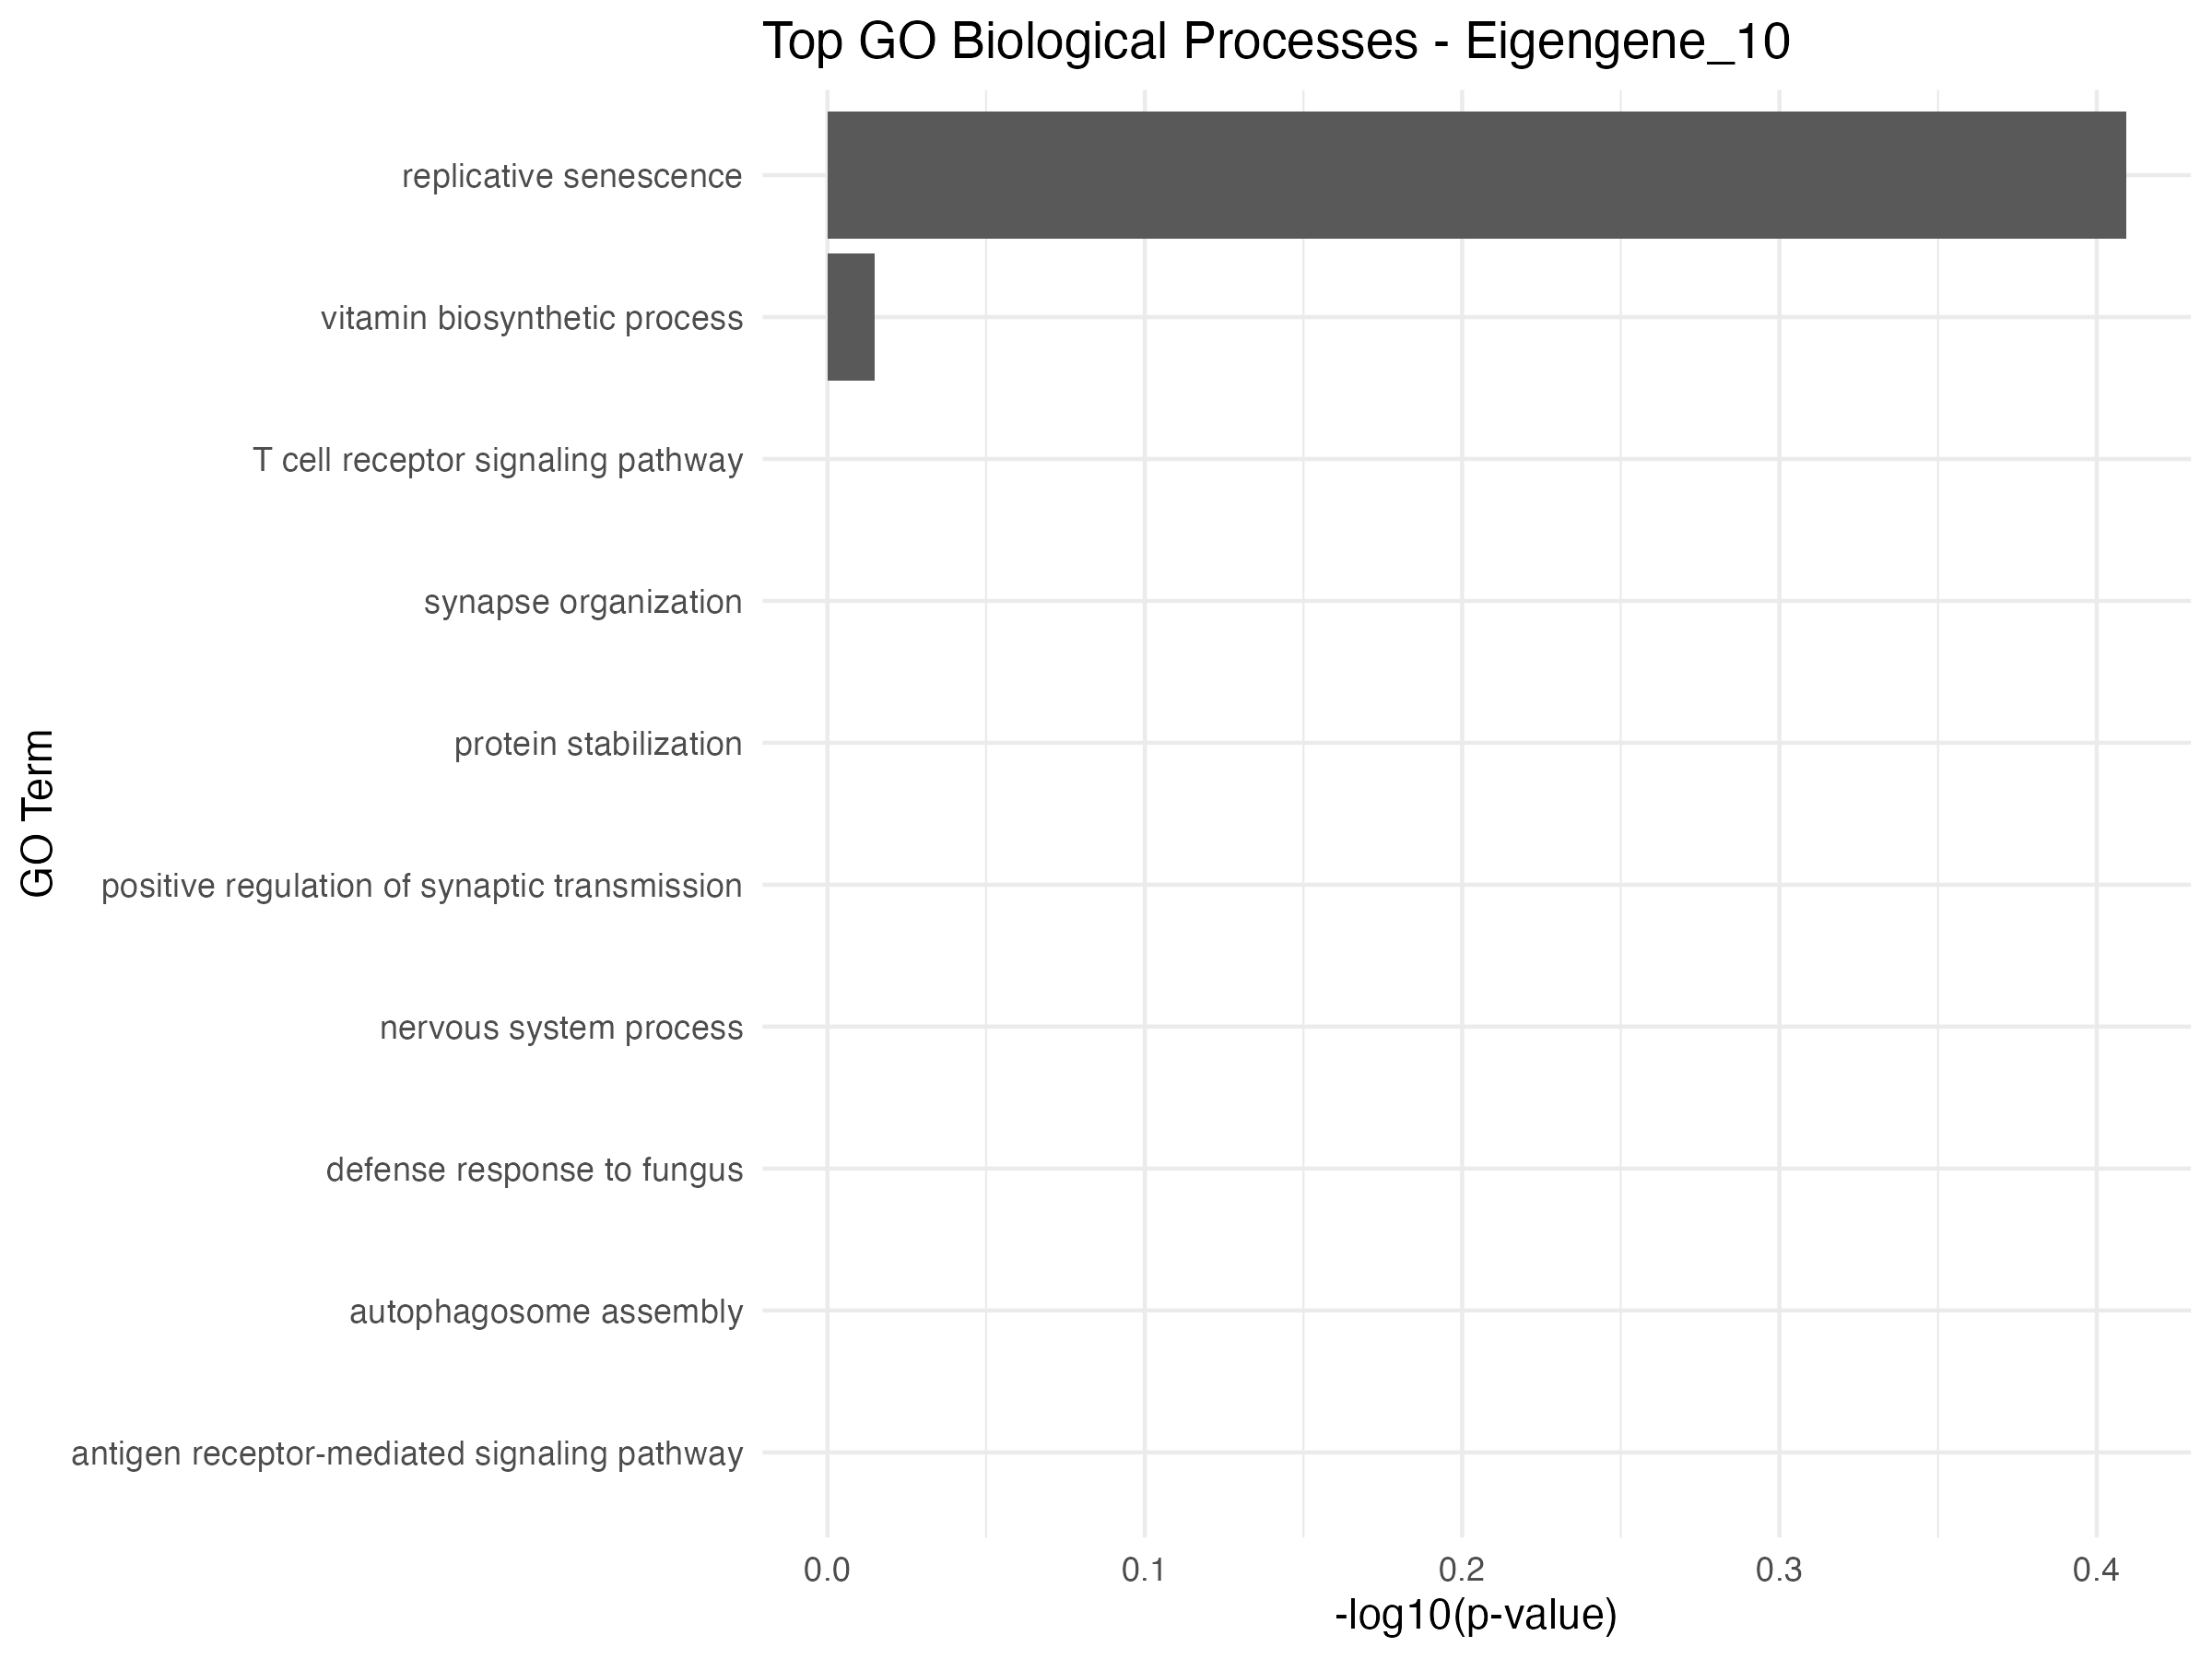 Top GO Biological Processes - Eigengene_10
replicative senescence
vitamin biosynthetic process
T cell receptor signaling pathway
synapse organization
protein stabilization
positive regulation of synaptic transmission
nervous system process
defense response to fungus
autophagosome assembly
antigen receptor-mediated signaling pathway
GO Term
0.0 0.1 0.2 0.3 0.4
-log10(p-value)